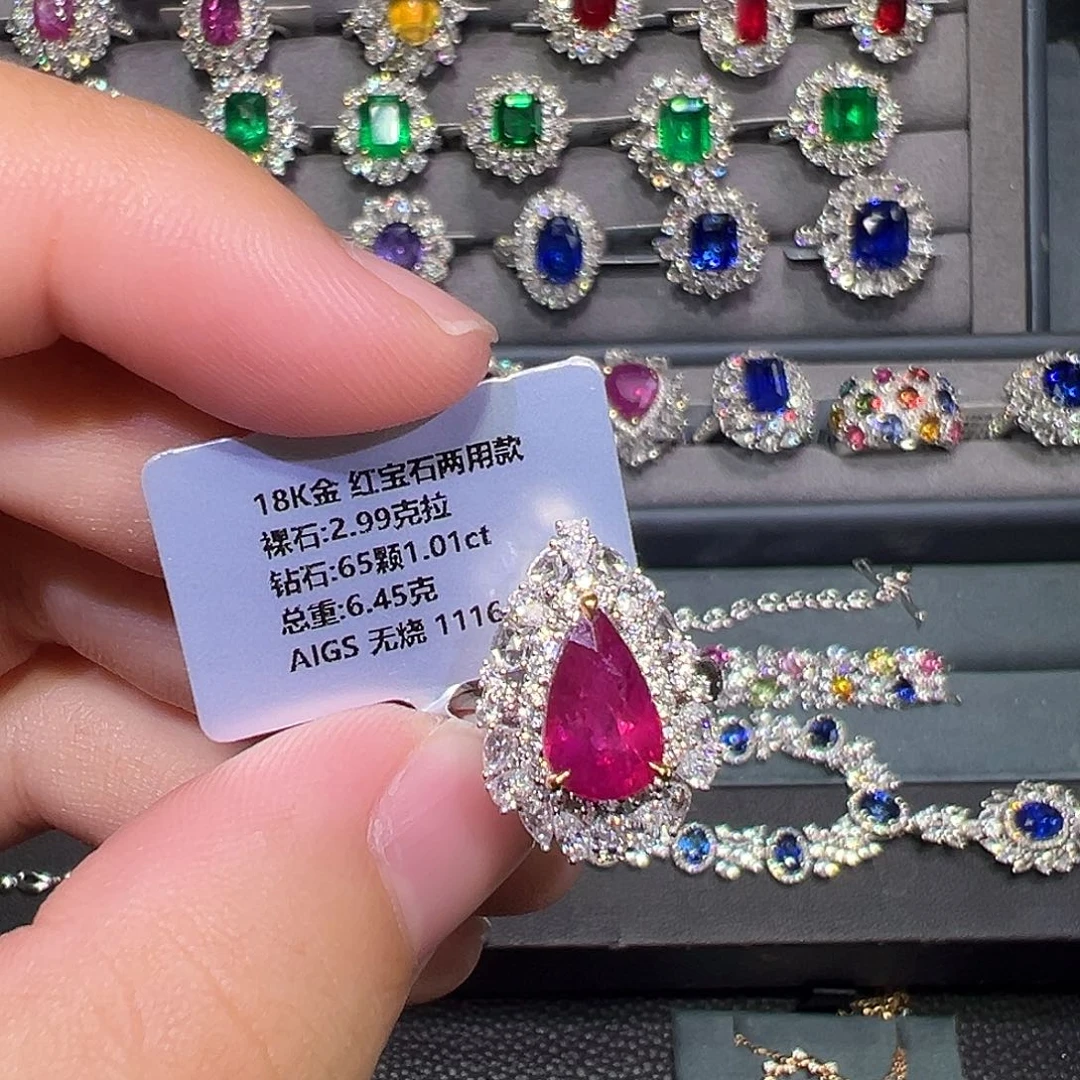 18K金 红宝石两用款
裸石:2.99克拉
钻石:65颗1.01ct
总重:6.45克
AIGS 无烧 1116